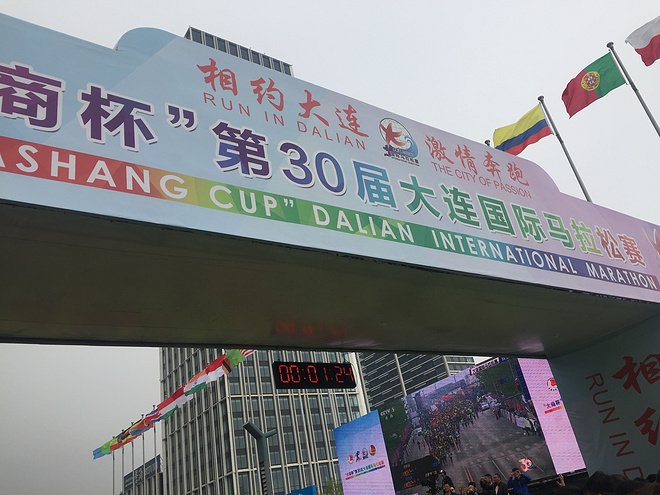 相约大连 激情奔跑
RUN IN DALIAN THE CITY OF PASSION
商杯”第30届大连国际马拉松赛
ASHANG CUP” DALIAN INTERNATIONAL MARATHON
00:01:24
相约
RUN IN D